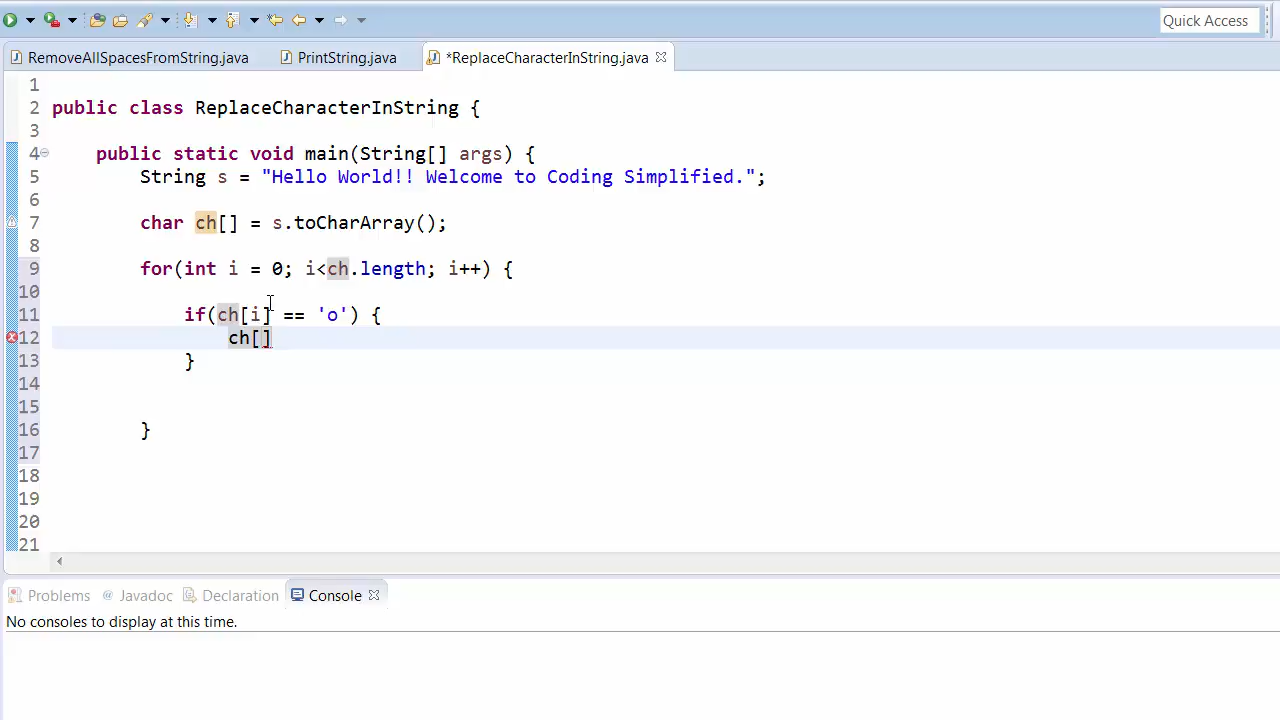 Quick Access
RemoveAllSpacesFromString.java PrintString.java *ReplaceCharacterInString.java
1
2 public class ReplaceCharacterInString {
3
4 public static void main(String[] args) {
5 String s = "Hello World!! Welcome to Coding Simplified.";
6
7 char ch[] = s.toCharArray();
8
9 for(int i = 0; i<ch.length; i++) {
10
11 if(ch[i] == 'o') {
12 ch[]
13 }
14
15
16 }
17
18
19
20
21
Problems @ Javadoc Declaration Console
No consoles to display at this time.